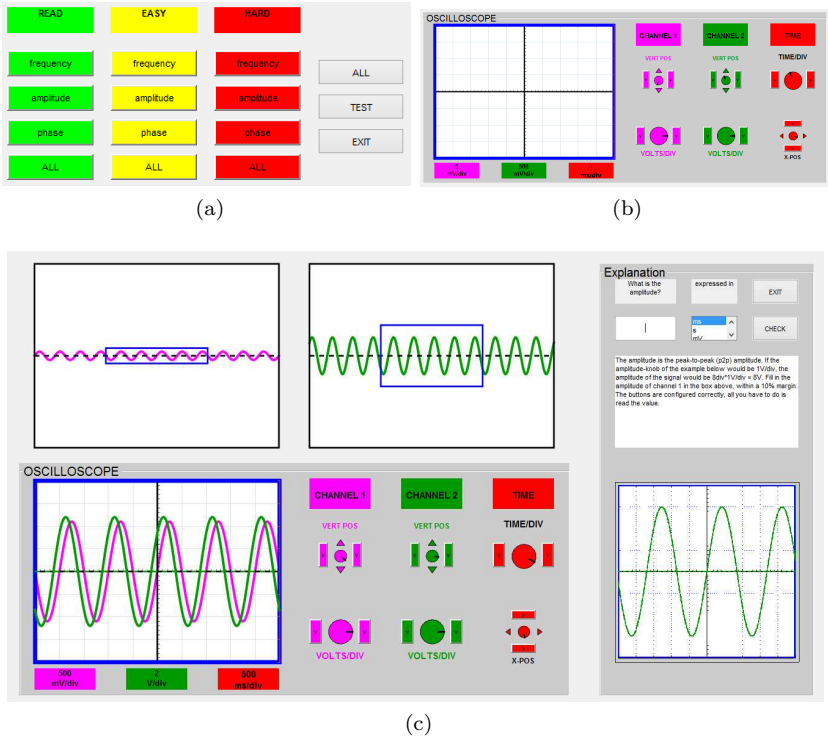 READ EASY HARD
frequency frequency frequency
ALL
amplitude amplitude amplitude
TEST
phase phase phase
EXIT
ALL ALL ALL
(a)
OSCILLOSCOPE
CHANNEL 1 CHANNEL 2 TIME
VERT POS VERT POS TIME/DIV
VOLTS/DIV VOLTS/DIV
X-POS
5 500 1
mV/div mV/div ms/div
(b)
Explanation
What is the expressed in EXIT
amplitude?
ms
s
mV
CHECK
The amplitude is the peak-to-peak (p2p) amplitude. If the
amplitude-knob of the example below would be 1V/div, the
amplitude of the signal would be 8div*1V/div = 8V. Fill in the
amplitude of channel 1 in the box above, within a 10% margin.
The buttons are configured correctly, all you have to do is
read the value.
OSCILLOSCOPE
CHANNEL 1 CHANNEL 2 TIME
VERT POS VERT POS TIME/DIV
VOLTS/DIV VOLTS/DIV X-POS
500 2 500
mV/div V/div ms/div
(c)